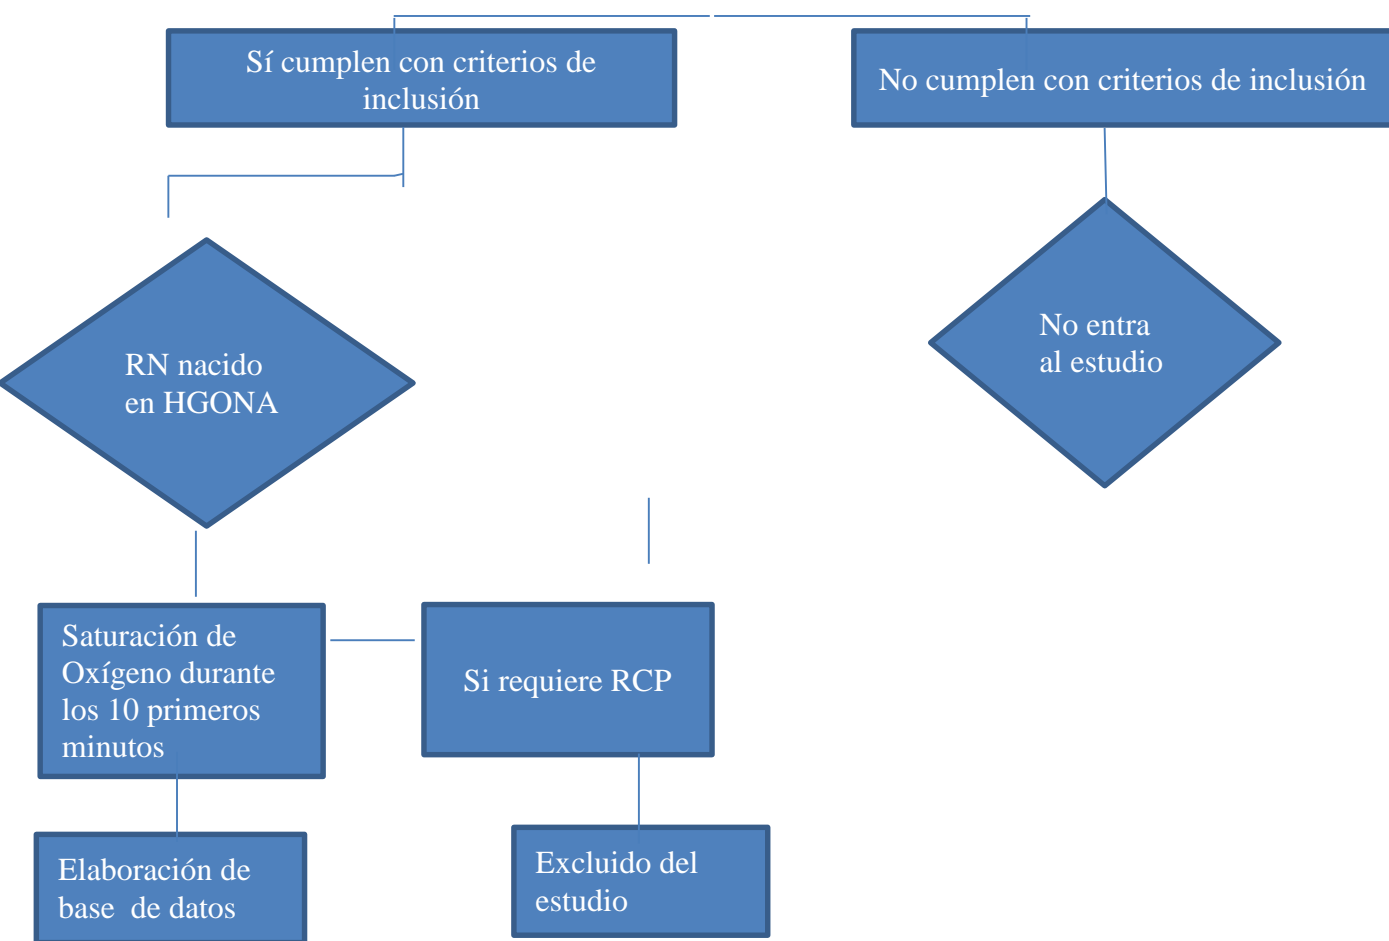 Sí cumplen con criterios de
inclusión
No cumplen con criterios de inclusión
RN nacido
en HGONA
No entra
al estudio
Saturación de
Oxígeno durante
los 10 primeros
minutos
Si requiere RCP
Elaboración de
base de datos
Excluido del
estudio